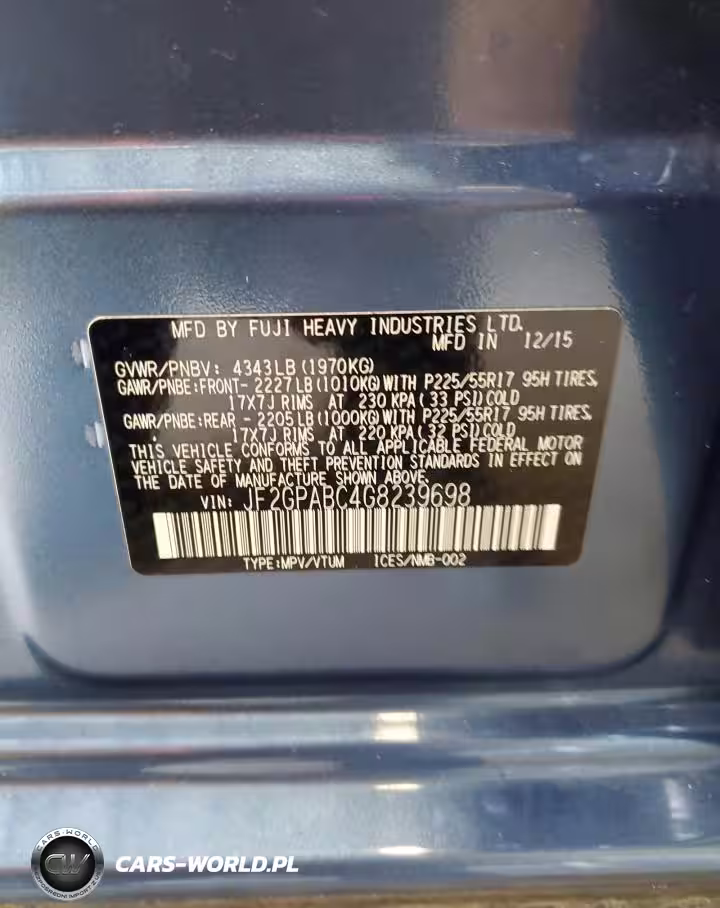 MFD BY FUJI HEAVY INDUSTRIES LTD.
MFD IN 12/15
GVWR/PNBV: 4343LB (1970KG)
GAWR/PNBE:FRONT- 2227LB(1010KG)WITH P225/55R17 95H TIRES,
17X7J RIMS AT 230 KPA(33 PSI)COLD
GAWR/PNBE:REAR - 2205LB(1000KG)WITH P225/55R17 95H TIRES,
17X7J RIMS AT 220 KPA(32 PSI)COLD
THIS VEHICLE CONFORMS TO ALL APPLICABLE FEDERAL MOTOR
VEHICLE SAFETY AND THEFT PREVENTION STANDARDS IN EFFECT ON
THE DATE OF MANUFACTURE SHOWN ABOVE.
VIN: JF2GPABC4G8239698
TYPE:MPV/VTUM ICES/NMB-002
CARS-WORLD
CW
CARS-WORLD.PL